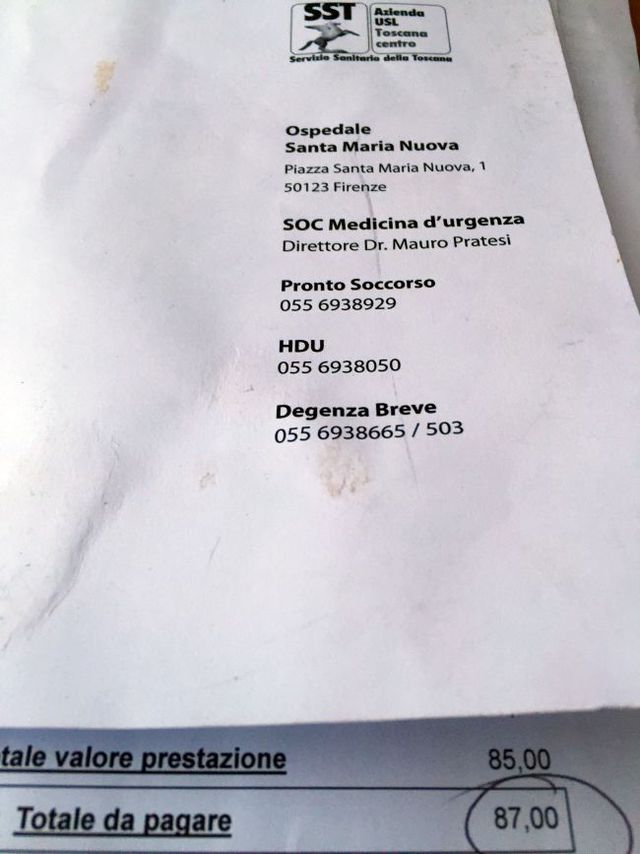 SST
Azienda
USL
Toscana
centro
Servizio Sanitario della Toscana
Ospedale
Santa Maria Nuova
Piazza Santa Maria Nuova, 1
50123 Firenze
SOC Medicina d'urgenza
Direttore Dr. Mauro Pratesi
Pronto Soccorso
055 6938929
HDU
055 6938050
Degenza Breve
055 6938665 / 503
tale valore prestazione 85,00
Totale da pagare 87,00